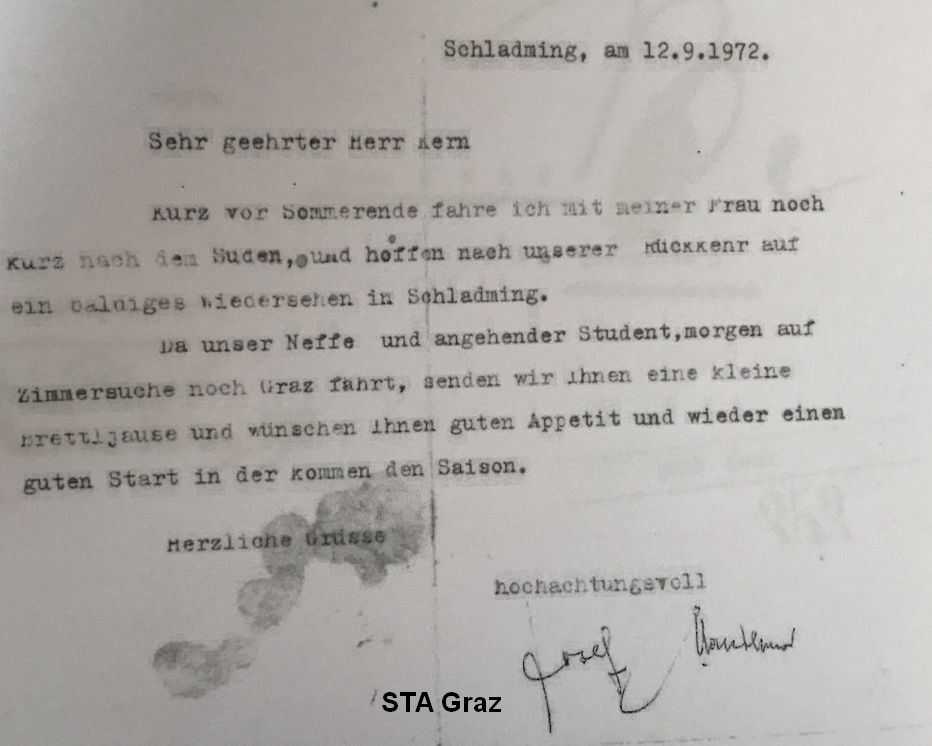 Schladming, am 12.9.1972.
Sehr geehrter Herr Kern
Kurz vor Sommerende fahre ich mit meiner Frau noch
kurz nach dem Süden, und hoffen nach unserer Rückkehr auf
ein baldiges Wiedersehen in Schladming.
Da unser Neffe und angehender Student,morgen auf
Zimmersuche noch Graz fährt, senden wir Ihnen eine kleine
Brettljause und wünschen Ihnen guten Appetit und wieder einen
guten Start in der kommen den Saison.
Herzliche Grüsse
hochachtungsvoll
Josef
STA Graz